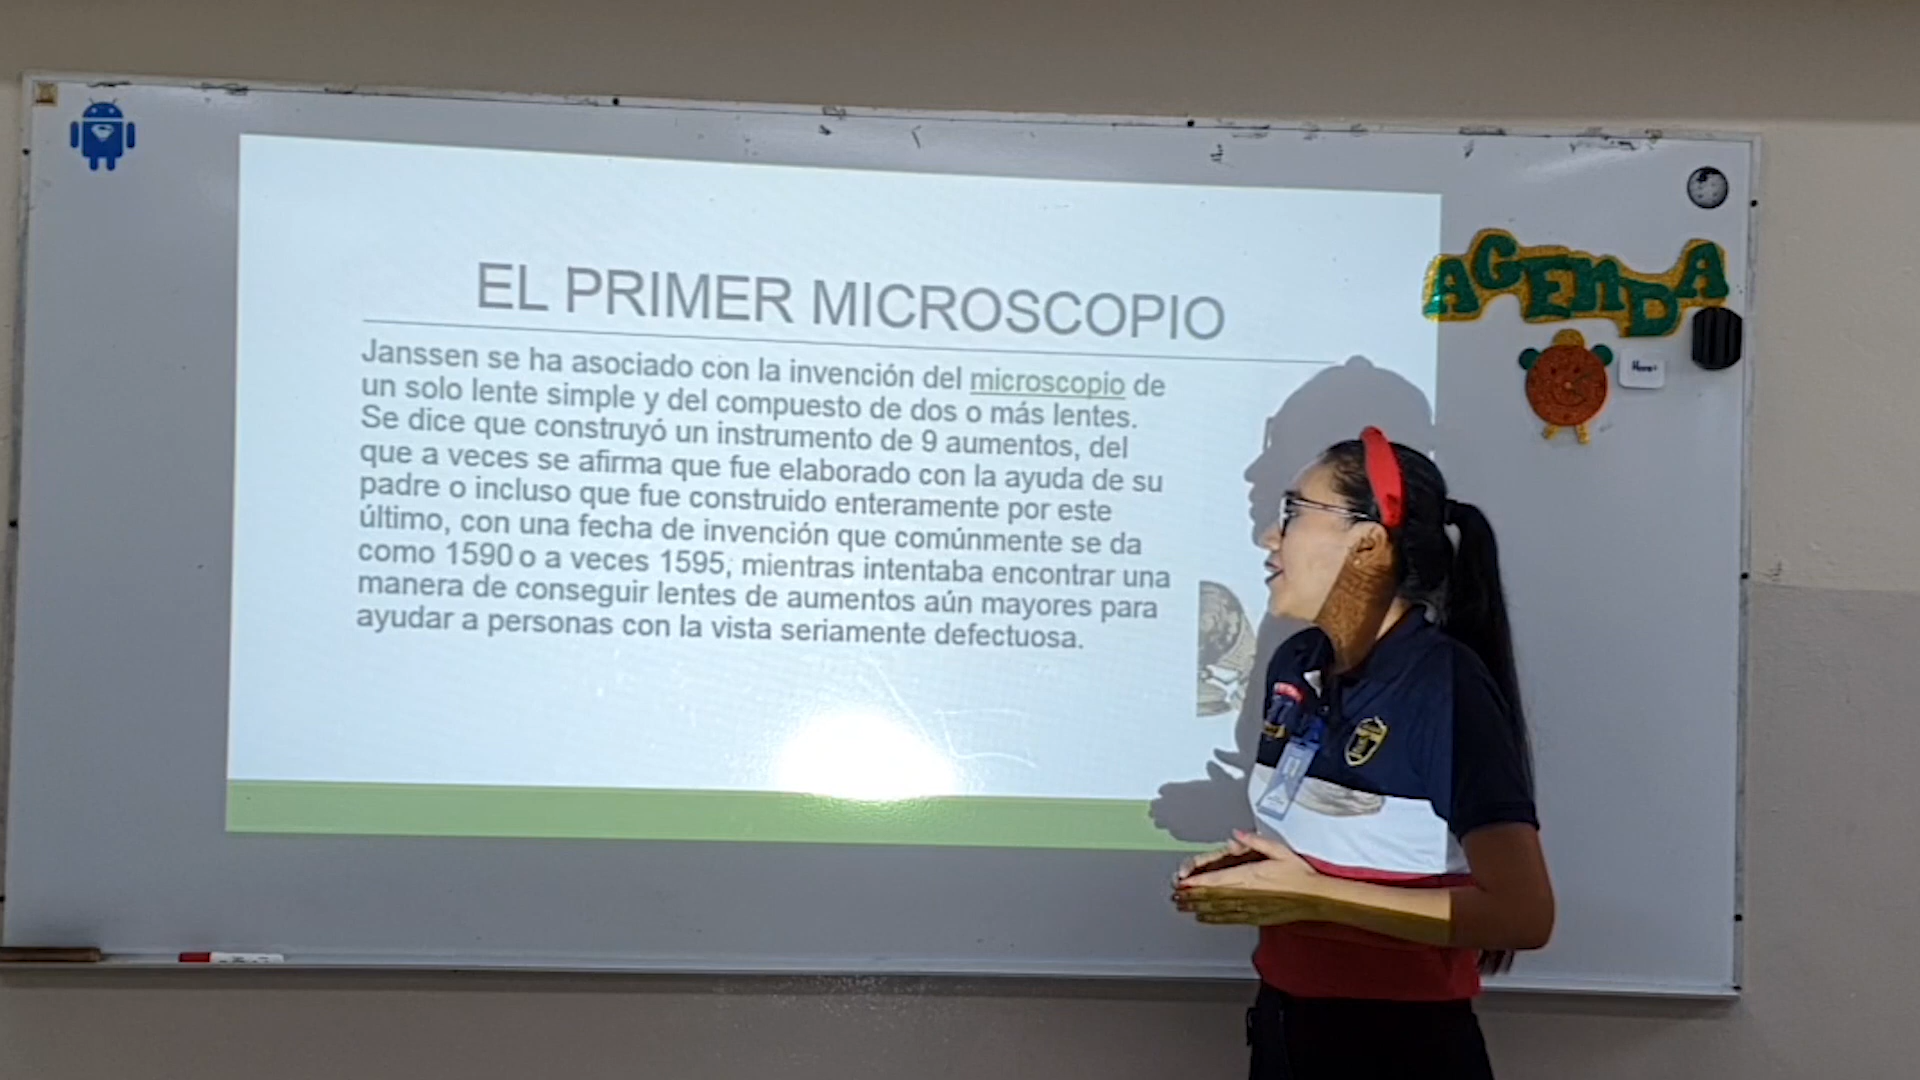 EL PRIMER MICROSCOPIO
Janssen se ha asociado con la invención del microscopio de
un solo lente simple y del compuesto de dos o más lentes.
Se dice que construyó un instrumento de 9 aumentos, del
que a veces se afirma que fue elaborado con la ayuda de su
padre o incluso que fue construido enteramente por este
último, con una fecha de invención que comúnmente se da
como 1590 o a veces 1595, mientras intentaba encontrar una
manera de conseguir lentes de aumentos aún mayores para
ayudar a personas con la vista seriamente defectuosa.
AGENDA